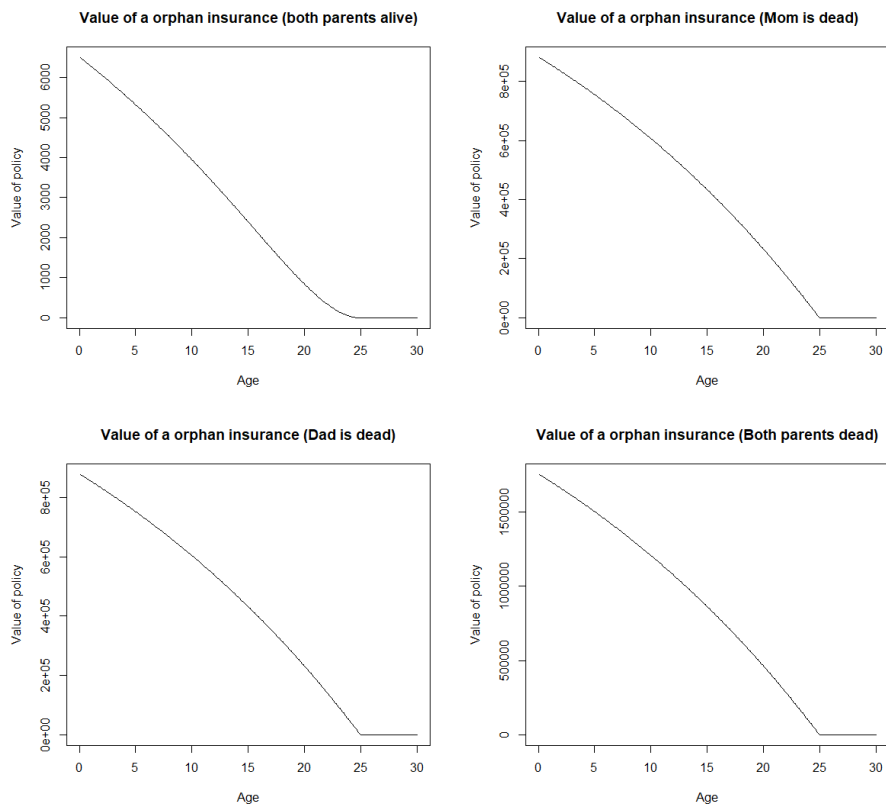 Value of a orphan insurance (both parents alive)
Value of policy
6000
5000
4000
3000
2000
1000
0
0 5 10 15 20 25 30
Age
Value of a orphan insurance (Mom is dead)
Value of policy
8e+05
6e+05
4e+05
2e+05
0e+00
0 5 10 15 20 25 30
Age
Value of a orphan insurance (Dad is dead)
Value of policy
8e+05
6e+05
4e+05
2e+05
0e+00
0 5 10 15 20 25 30
Age
Value of a orphan insurance (Both parents dead)
Value of policy
1500000
1000000
500000
0
0 5 10 15 20 25 30
Age